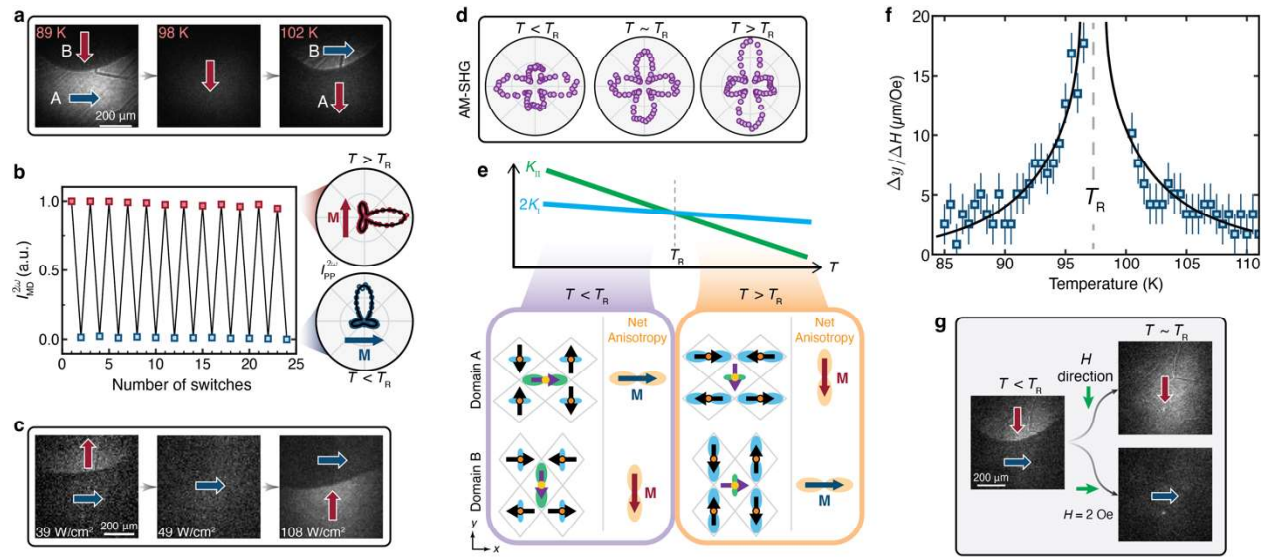 a
89 K
B
A
200 μm
98 K
102 K
B
A
b
I_MD^2ω (a.u.)
1.0
0.5
0.0
0 5 10 15 20 25
Number of switches
T > T_R
M
I_PP^2ω
M
T < T_R
c
39 W/cm²
200 μm
49 W/cm²
108 W/cm²
d
T < T_R
T ~ T_R
T > T_R
AM-SHG
e
K_II
2K_I
T_R
T
T < T_R
T > T_R
Net
Anisotropy
Net
Anisotropy
Domain A
M
M
Domain B
M
M
y
x
f
Δy/ΔH (μm/Oe)
20
15
10
5
0
T_R
85 90 95 100 105 110
Temperature (K)
g
T < T_R
200 μm
H
direction
T ~ T_R
H = 2 Oe